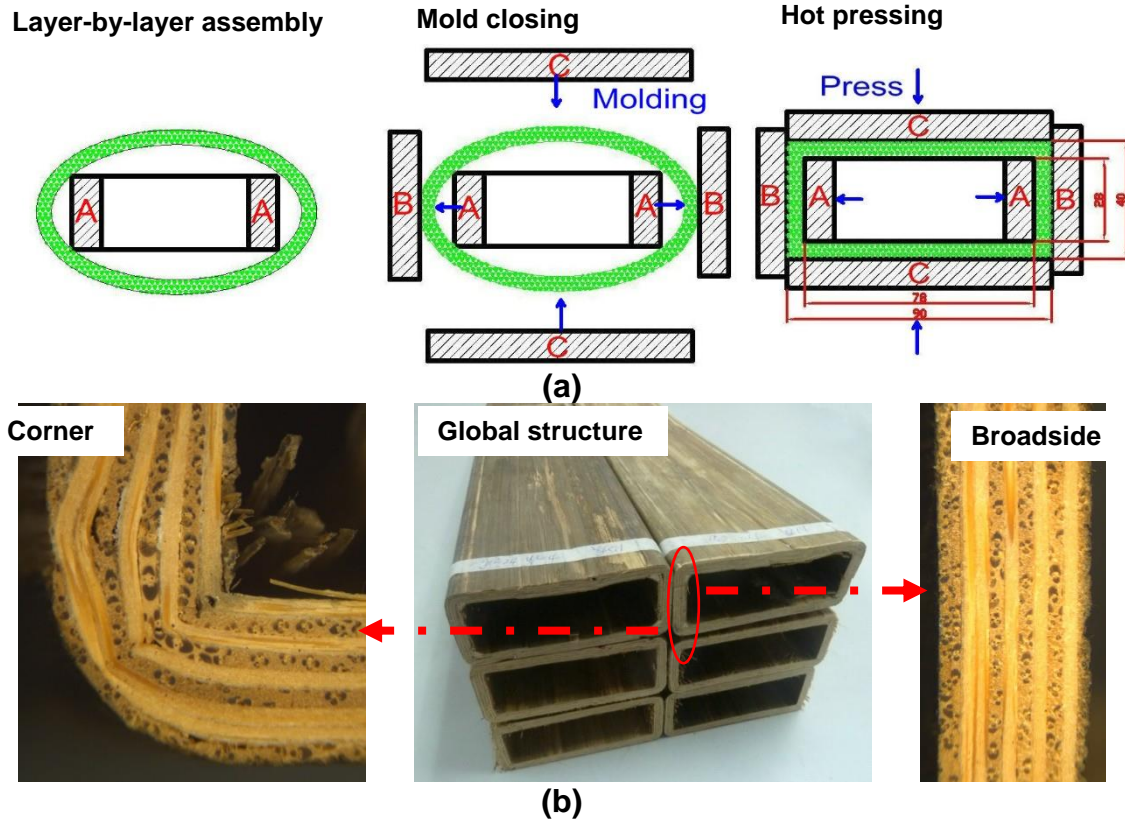 Layer-by-layer assembly
Mold closing
Hot pressing
A
A
C
Molding
B
A
A
B
C
Press
C
B
A
A
B
28
40
C
78
90
(a)
Corner
Global structure
Broadside
(b)